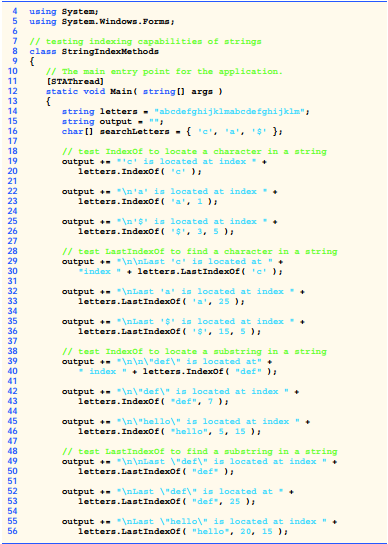 4 using System;
5 using System.Windows.Forms;
6
7 // testing indexing capabilities of strings
8 class StringIndexMethods
9 {
10 // The main entry point for the application.
11 [STAThread]
12 static void Main( string[] args )
13 {
14 string letters = "abcdefghijklmabcdefghijklm";
15 string output = "";
16 char[] searchLetters = { 'c', 'a', '$' };
17
18 // test IndexOf to locate a character in a string
19 output += "'c' is located at index " +
20 letters.IndexOf( 'c' );
21
22 output += "\n'a' is located at index " +
23 letters.IndexOf( 'a', 1 );
24
25 output += "\n'$' is located at index " +
26 letters.IndexOf( '$', 3, 5 );
27
28 // test LastIndexOf to find a character in a string
29 output += "\n\nLast 'c' is located at " +
30 "index " + letters.LastIndexOf( 'c' );
31
32 output += "\nLast 'a' is located at index " +
33 letters.LastIndexOf( 'a', 25 );
34
35 output += "\nLast '$' is located at index " +
36 letters.LastIndexOf( '$', 15, 5 );
37
38 // test IndexOf to locate a substring in a string
39 output += "\n\n\"def\" is located at" +
40 " index " + letters.IndexOf( "def" );
41
42 output += "\n\"def\" is located at index " +
43 letters.IndexOf( "def", 7 );
44
45 output += "\n\"hello\" is located at index " +
46 letters.IndexOf( "hello", 5, 15 );
47
48 // test LastIndexOf to find a substring in a string
49 output += "\n\nLast \"def\" is located at index " +
50 letters.LastIndexOf( "def" );
51
52 output += "\nLast \"def\" is located at " +
53 letters.LastIndexOf( "def", 25 );
54
55 output += "\nLast \"hello\" is located at index " +
56 letters.LastIndexOf( "hello", 20, 15 );